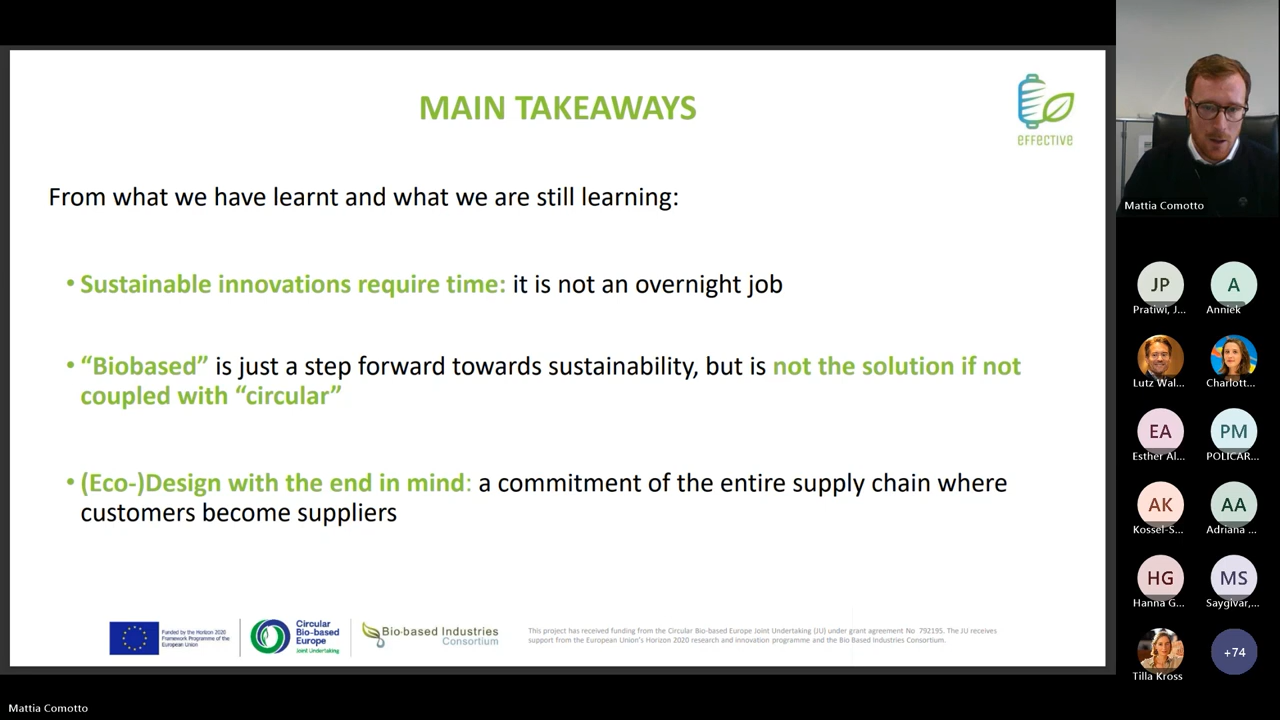 MAIN TAKEAWAYS
effective
From what we have learnt and what we are still learning:
• Sustainable innovations require time: it is not an overnight job
• “Biobased” is just a step forward towards sustainability, but is not the solution if not
coupled with “circular”
• (Eco-)Design with the end in mind: a commitment of the entire supply chain where
customers become suppliers
Funded by the Horizon 2020
Framework Programme of the
European Union
Circular
Bio-based
Europe
Joint Undertaking
Bio-based Industries
Consortium
This project has received funding from the Circular Bio-based Europe Joint Undertaking (JU) under grant agreement No 792195. The JU receives
support from the European Union's Horizon 2020 research and innovation programme and the Bio Based Industries Consortium.
Mattia Comotto
JP
Pratiwi, J...
A
Anniek
Lutz Wal...
Charlott...
EA
Esther Al...
PM
POLICAR...
AK
Kossel-S...
AA
Adriana ...
HG
Hanna G...
MS
Saygivar,...
Tilla Kross
+74
Mattia Comotto